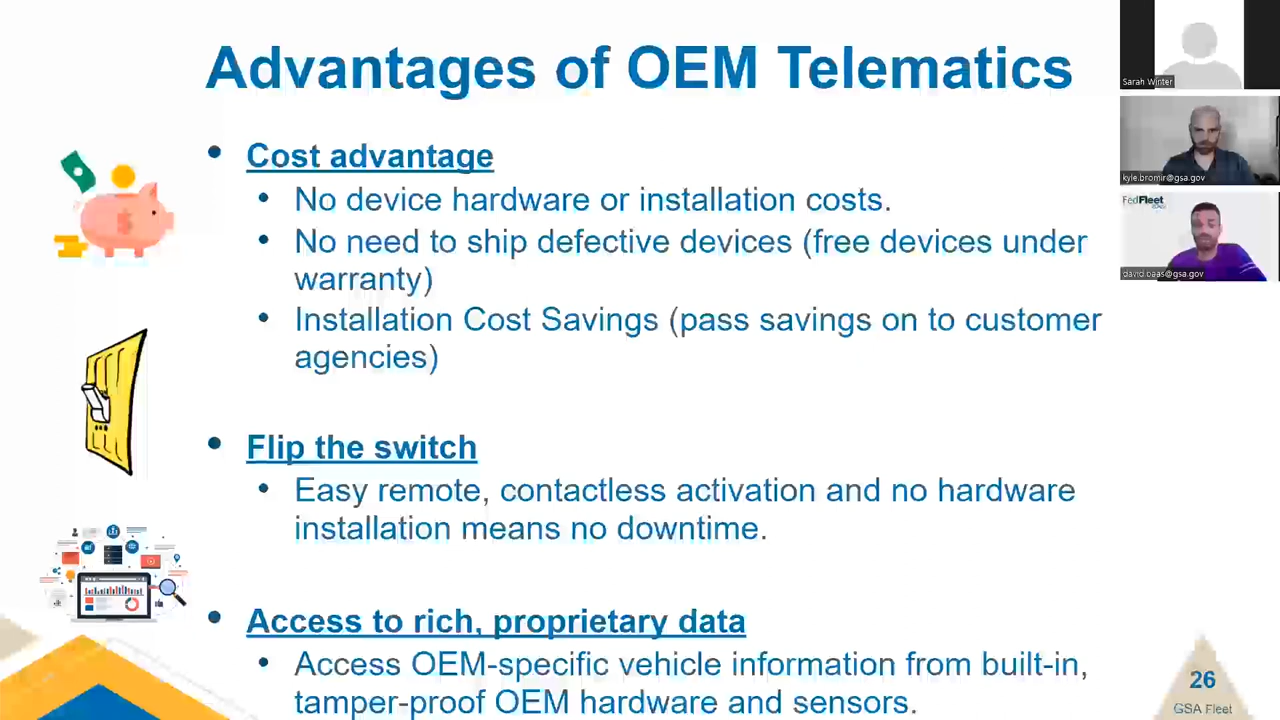 Advantages of OEM Telematics
Cost advantage
No device hardware or installation costs.
No need to ship defective devices (free devices under
warranty)
Installation Cost Savings (pass savings on to customer
agencies)
Flip the switch
Easy remote, contactless activation and no hardware
installation means no downtime.
Access to rich, proprietary data
Access OEM-specific vehicle information from built-in,
tamper-proof OEM hardware and sensors.
26
GSA Fleet
Sarah Winter
kyle.bromir@gsa.gov
FedFleet
david.baas@gsa.gov